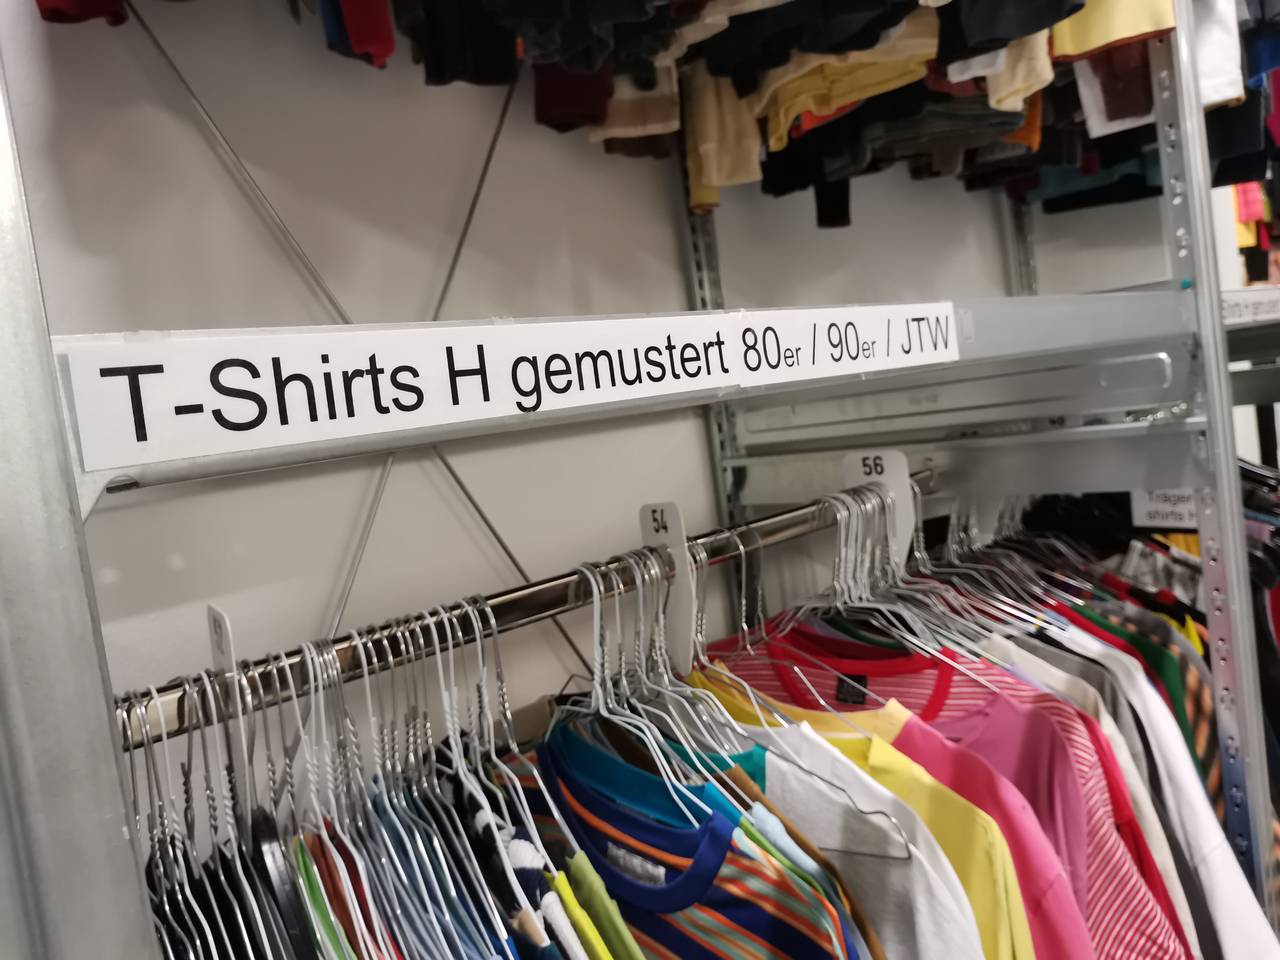 T-Shirts H gemustert 80er / 90er / JTW
56
54
Träger
shirts H